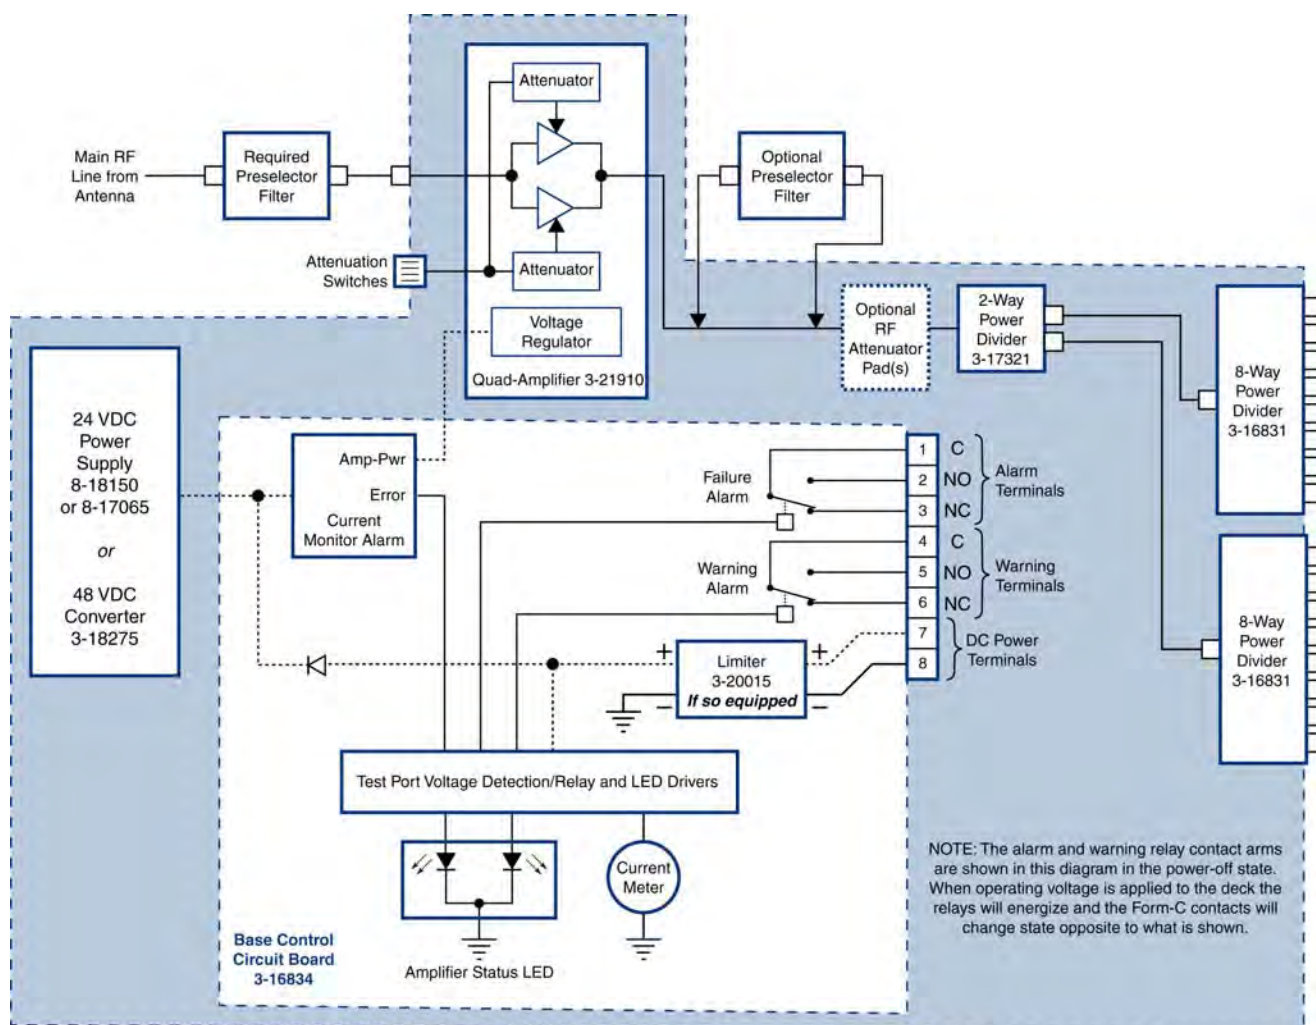 Attenuator
Main RF
Line from
Antenna
Required
Preselector
Filter
Optional
Preselector
Filter
Attenuation
Switches
Attenuator
Voltage
Regulator
Quad-Amplifier 3-21910
Optional
RF
Attenuator
Pad(s)
2-Way
Power
Divider
3-17321
8-Way
Power
Divider
3-16831
24 VDC
Power
Supply
8-18150
or 8-17065
or
48 VDC
Converter
3-18275
Amp-Pwr
Error
Current
Monitor Alarm
Failure
Alarm
1 C
2 NO
3 NC
Alarm
Terminals
Warning
Alarm
4 C
5 NO
6 NC
Warning
Terminals
7
8
DC Power
Terminals
+ +
Limiter
3-20015
If so equipped
– –
8-Way
Power
Divider
3-16831
Test Port Voltage Detection/Relay and LED Drivers
Current
Meter
Amplifier Status LED
Base Control
Circuit Board
3-16834
NOTE: The alarm and warning relay contact arms
are shown in this diagram in the power-off state.
When operating voltage is applied to the deck the
relays will energize and the Form-C contacts will
change state opposite to what is shown.